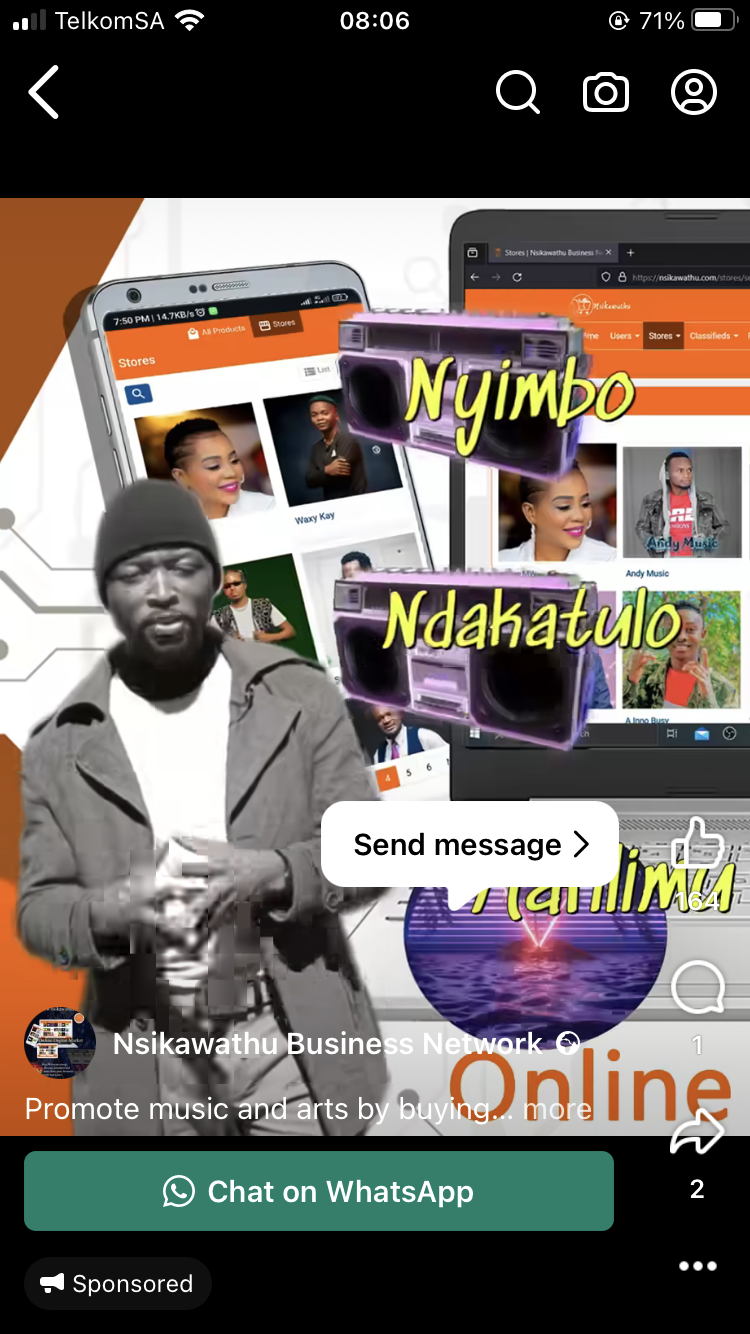 TelkomSA
08:06
71%
Stores | Nsikawathu Business
https://nsikawathu.com/stores/
Nsikawathu
Users
Stores
Classifieds
7:50 PM | 14.7KB/s
All Products
Stores
Stores
List
Nyimbo
Waxy Kay
Andy Music
Andy Music
Ndakatulo
A Inno Busy
4 5 6
Send message
164
Nsikawathu Business Network
1
Online
Promote music and arts by buying... more
Chat on WhatsApp
2
Sponsored